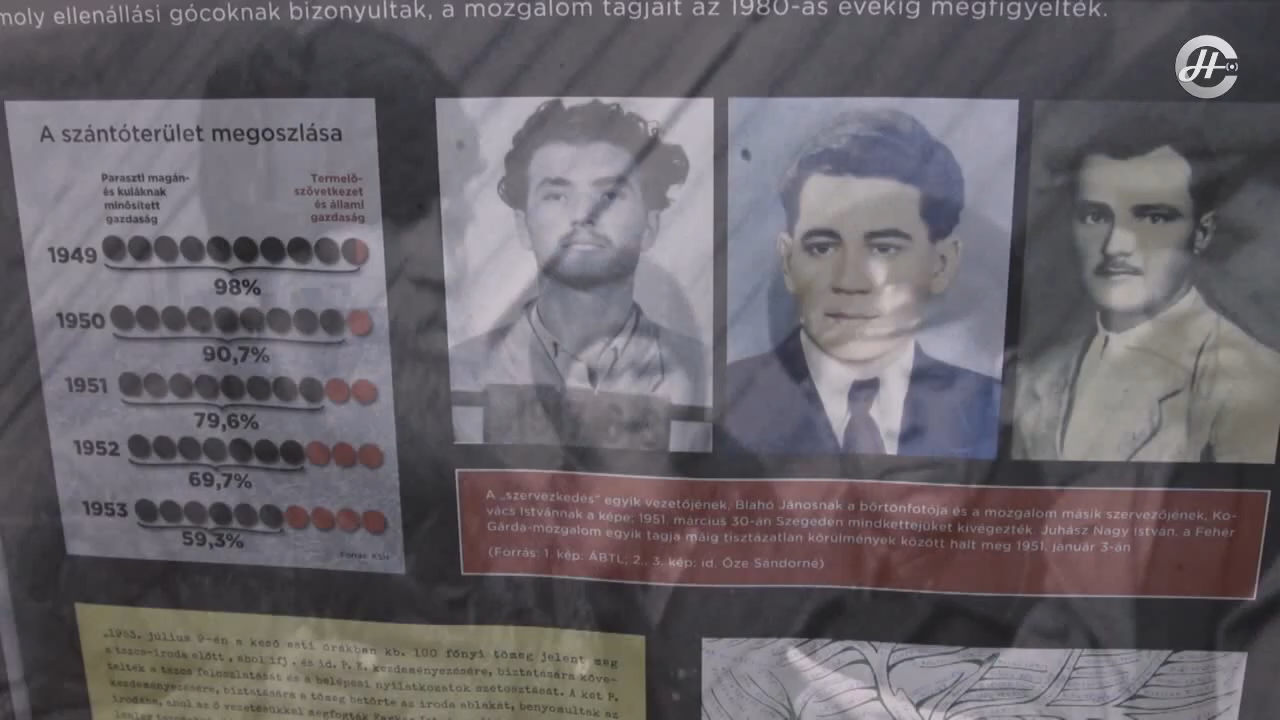 moly ellenállási gócoknak bizonyultak, a mozgalom tagjait az 1980-as évekig megfigyelték.
A szántóterület megoszlása
Paraszti magán-
és kuláknak
minősített
gazdaság
Termelő-
szövetkezet
és állami
gazdaság
1949
98%
1950
90,7%
1951
79,6%
1952
69,7%
1953
59,3%
Forrás: KSH
A „szervezkedés" egyik vezetőjének, Blahó Jánosnak a börtönfotója és a mozgalom másik szervezőjének, Ko-
vács Istvánnak a képe; 1951. március 30-án Szegeden mindkettejüket kivégezték. Juhász Nagy István, a Fehér
Gárda-mozgalom egyik tagja máig tisztázatlan körülmények között halt meg 1951. január 3-án
(Forrás: 1. kép. ÁBTL; 2., 3. kép: id. Őze Sándorné)
„1953. július 9-én a késő esti órákban kb. 100 főnyi tömeg jelent meg
a tszcs-iroda előtt, ahol ifj. és id. P. F. kezdeményezésére, biztatására köve-
telték a tszcs feloszlatását és a belépési nyilatkozatok szétosztását. A két P.
kezdeményezésére, biztatására a tömeg betörte az iroda ablakát, benyomultak az
irodába, ahol az ő vezetésükkel megfogták